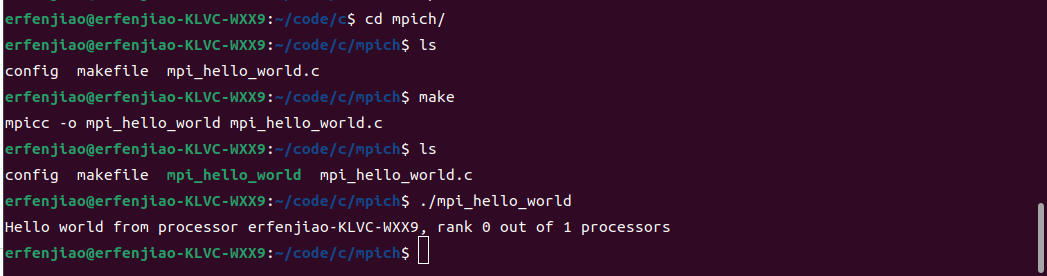 erfenjiao@erfenjiao-KLVC-WXX9:~/code/c$ cd mpich/
erfenjiao@erfenjiao-KLVC-WXX9:~/code/c/mpich$ ls
config  makefile  mpi_hello_world.c
erfenjiao@erfenjiao-KLVC-WXX9:~/code/c/mpich$ make
mpicc -o mpi_hello_world mpi_hello_world.c
erfenjiao@erfenjiao-KLVC-WXX9:~/code/c/mpich$ ls
config  makefile  mpi_hello_world  mpi_hello_world.c
erfenjiao@erfenjiao-KLVC-WXX9:~/code/c/mpich$ ./mpi_hello_world
Hello world from processor erfenjiao-KLVC-WXX9, rank 0 out of 1 processors
erfenjiao@erfenjiao-KLVC-WXX9:~/code/c/mpich$